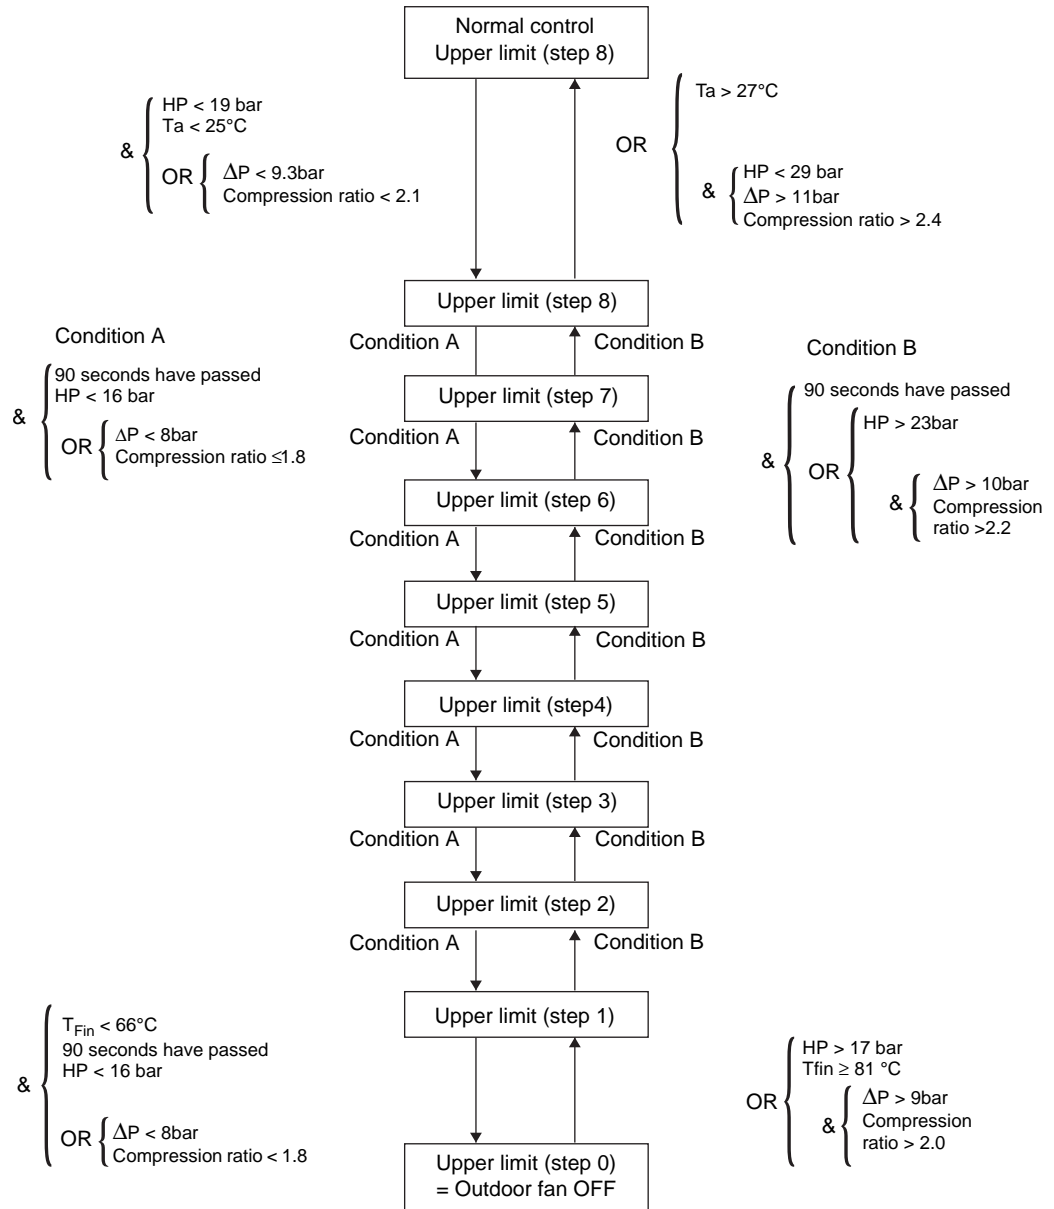 Normal control
Upper limit (step 8)
&
HP < 19 bar
Ta < 25°C
OR
ΔP < 9.3bar
Compression ratio < 2.1
OR
Ta > 27°C
&
HP < 29 bar
ΔP > 11bar
Compression ratio > 2.4
Upper limit (step 8)
Condition A
Condition B
Condition A
&
90 seconds have passed
HP < 16 bar
OR
ΔP < 8bar
Compression ratio ≤1.8
Condition B
&
90 seconds have passed
OR
HP > 23bar
&
ΔP > 10bar
Compression
ratio >2.2
Upper limit (step 7)
Condition A
Condition B
Upper limit (step 6)
Condition A
Condition B
Upper limit (step 5)
Condition A
Condition B
Upper limit (step4)
Condition A
Condition B
Upper limit (step 3)
Condition A
Condition B
Upper limit (step 2)
Condition A
Condition B
Upper limit (step 1)
&
TFin < 66°C
90 seconds have passed
HP < 16 bar
OR
ΔP < 8bar
Compression ratio < 1.8
OR
HP > 17 bar
Tfin ≥ 81 °C
&
ΔP > 9bar
Compression
ratio > 2.0
Upper limit (step 0)
= Outdoor fan OFF